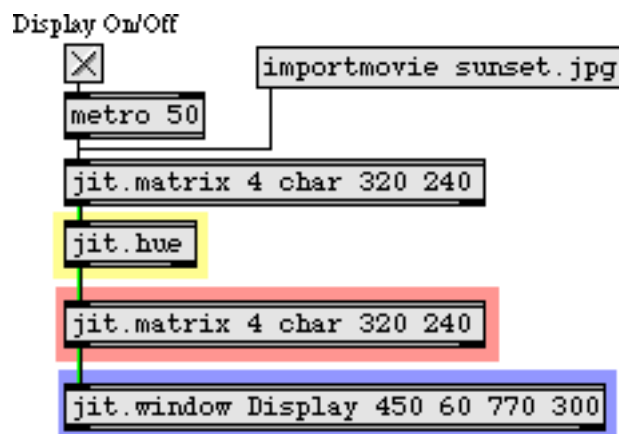 Display On/Off
importmovie sunset.jpg
metro 50
jit.matrix 4 char 320 240
jit.hue
jit.matrix 4 char 320 240
jit.window Display 450 60 770 300